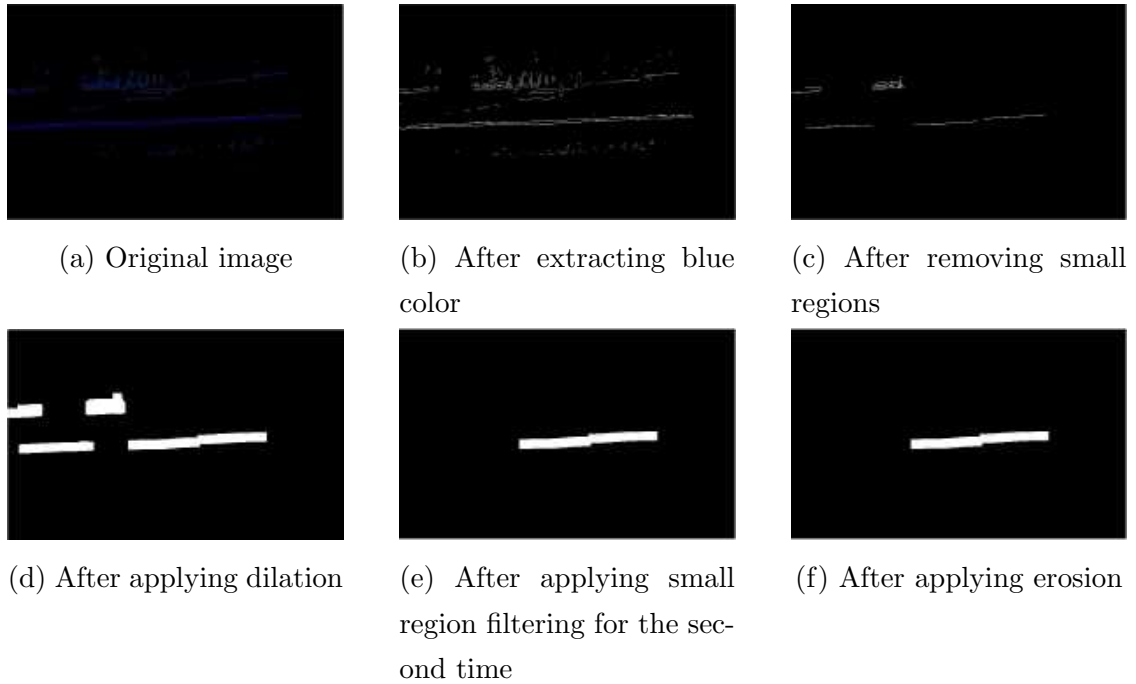 (a) Original image
(b) After extracting blue
color
(c) After removing small
regions
(d) After applying dilation
(e) After applying small
region filtering for the sec-
ond time
(f) After applying erosion